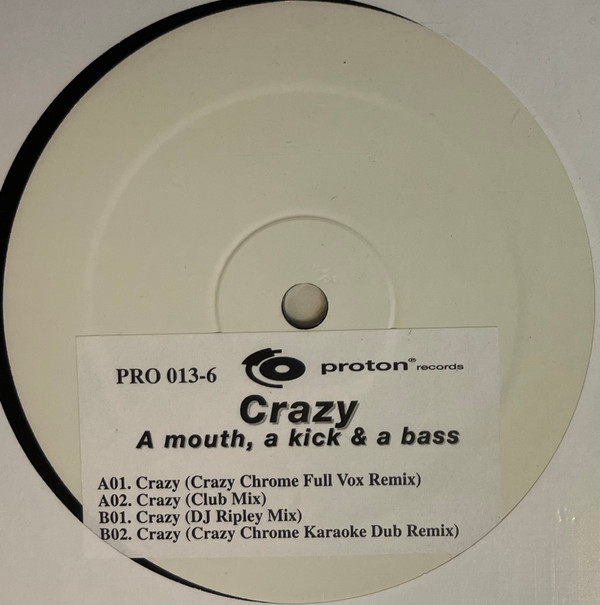 PRO 013-6 proton® records
Crazy
A mouth, a kick & a bass
A01. Crazy (Crazy Chrome Full Vox Remix)
A02. Crazy (Club Mix)
B01. Crazy (DJ Ripley Mix)
B02. Crazy (Crazy Chrome Karaoke Dub Remix)